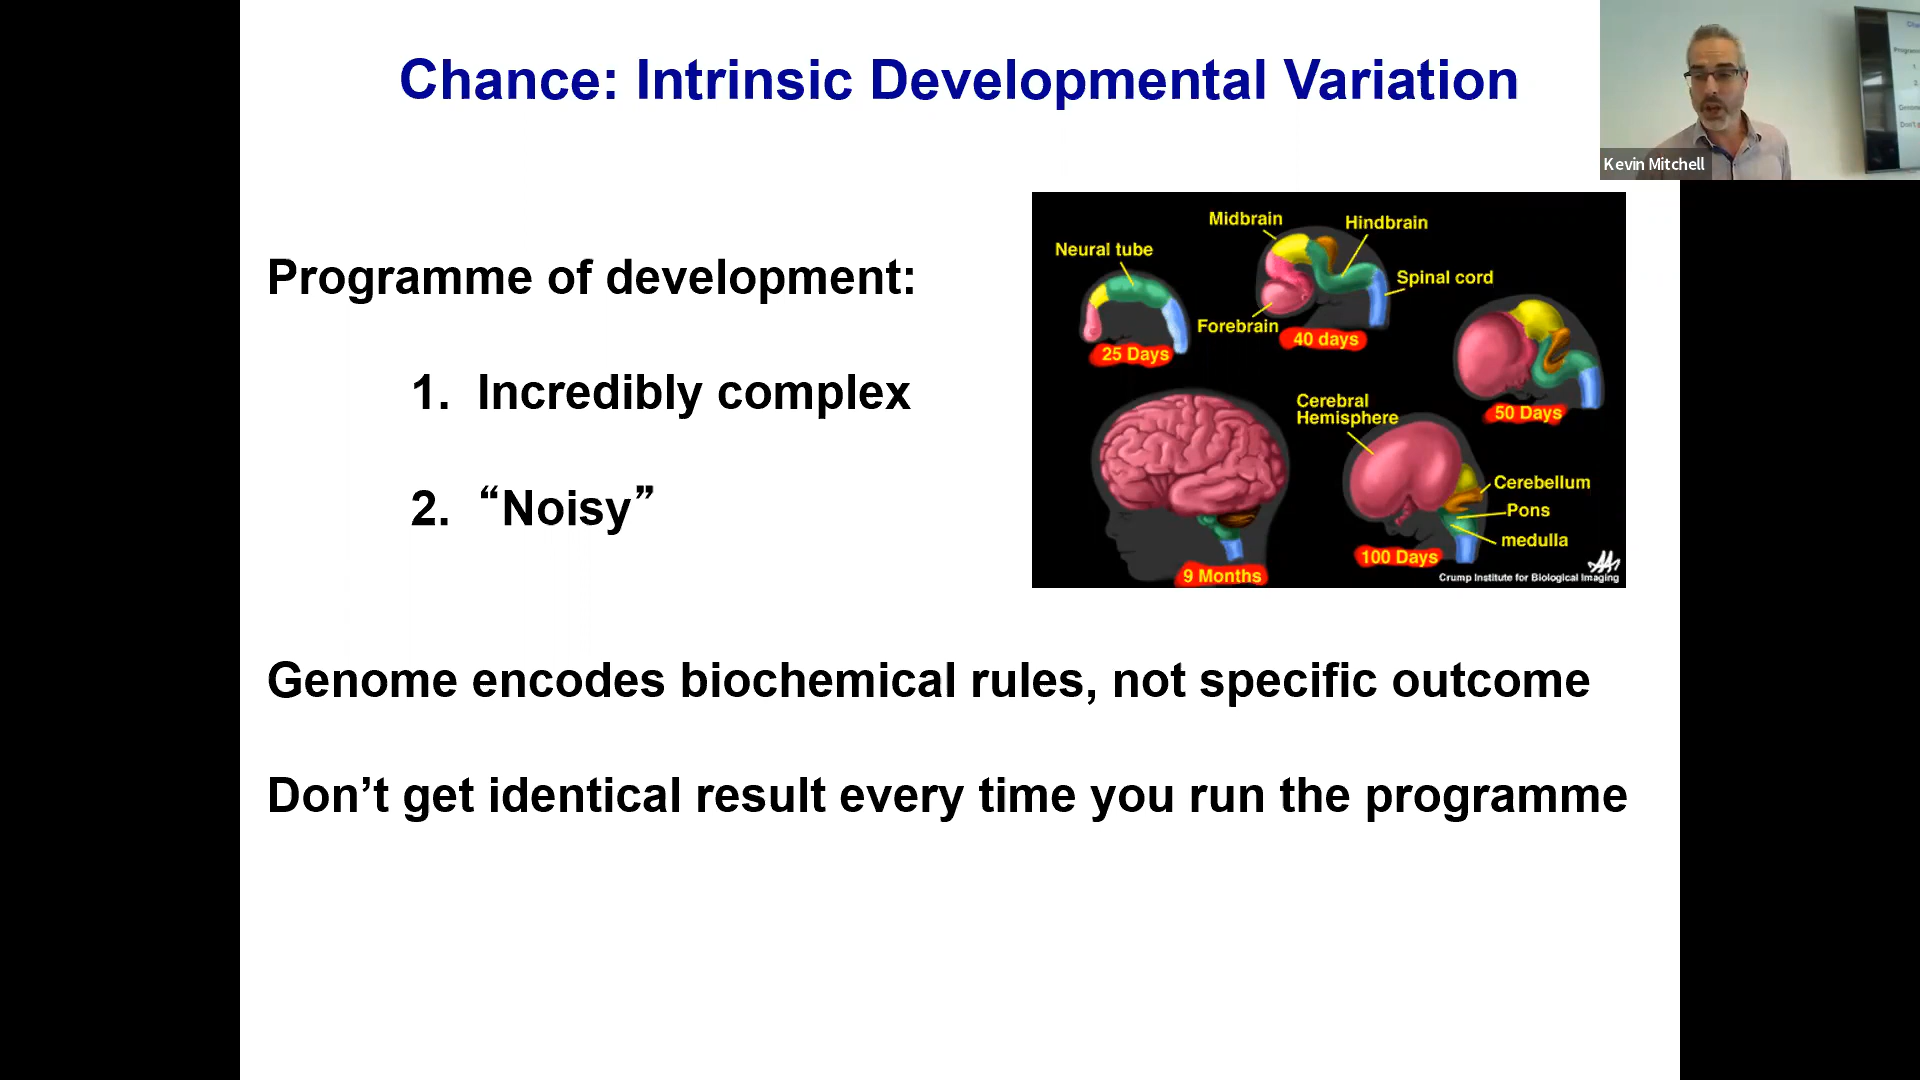 Chance: Intrinsic Developmental Variation
Kevin Mitchell
Programme of development:
1. Incredibly complex
2. “Noisy”
Neural tube
25 Days
Midbrain
Hindbrain
Spinal cord
Forebrain
40 days
50 Days
Cerebral
Hemisphere
Cerebellum
Pons
medulla
100 Days
9 Months
Crump Institute for Biological Imaging
Genome encodes biochemical rules, not specific outcome
Don’t get identical result every time you run the programme